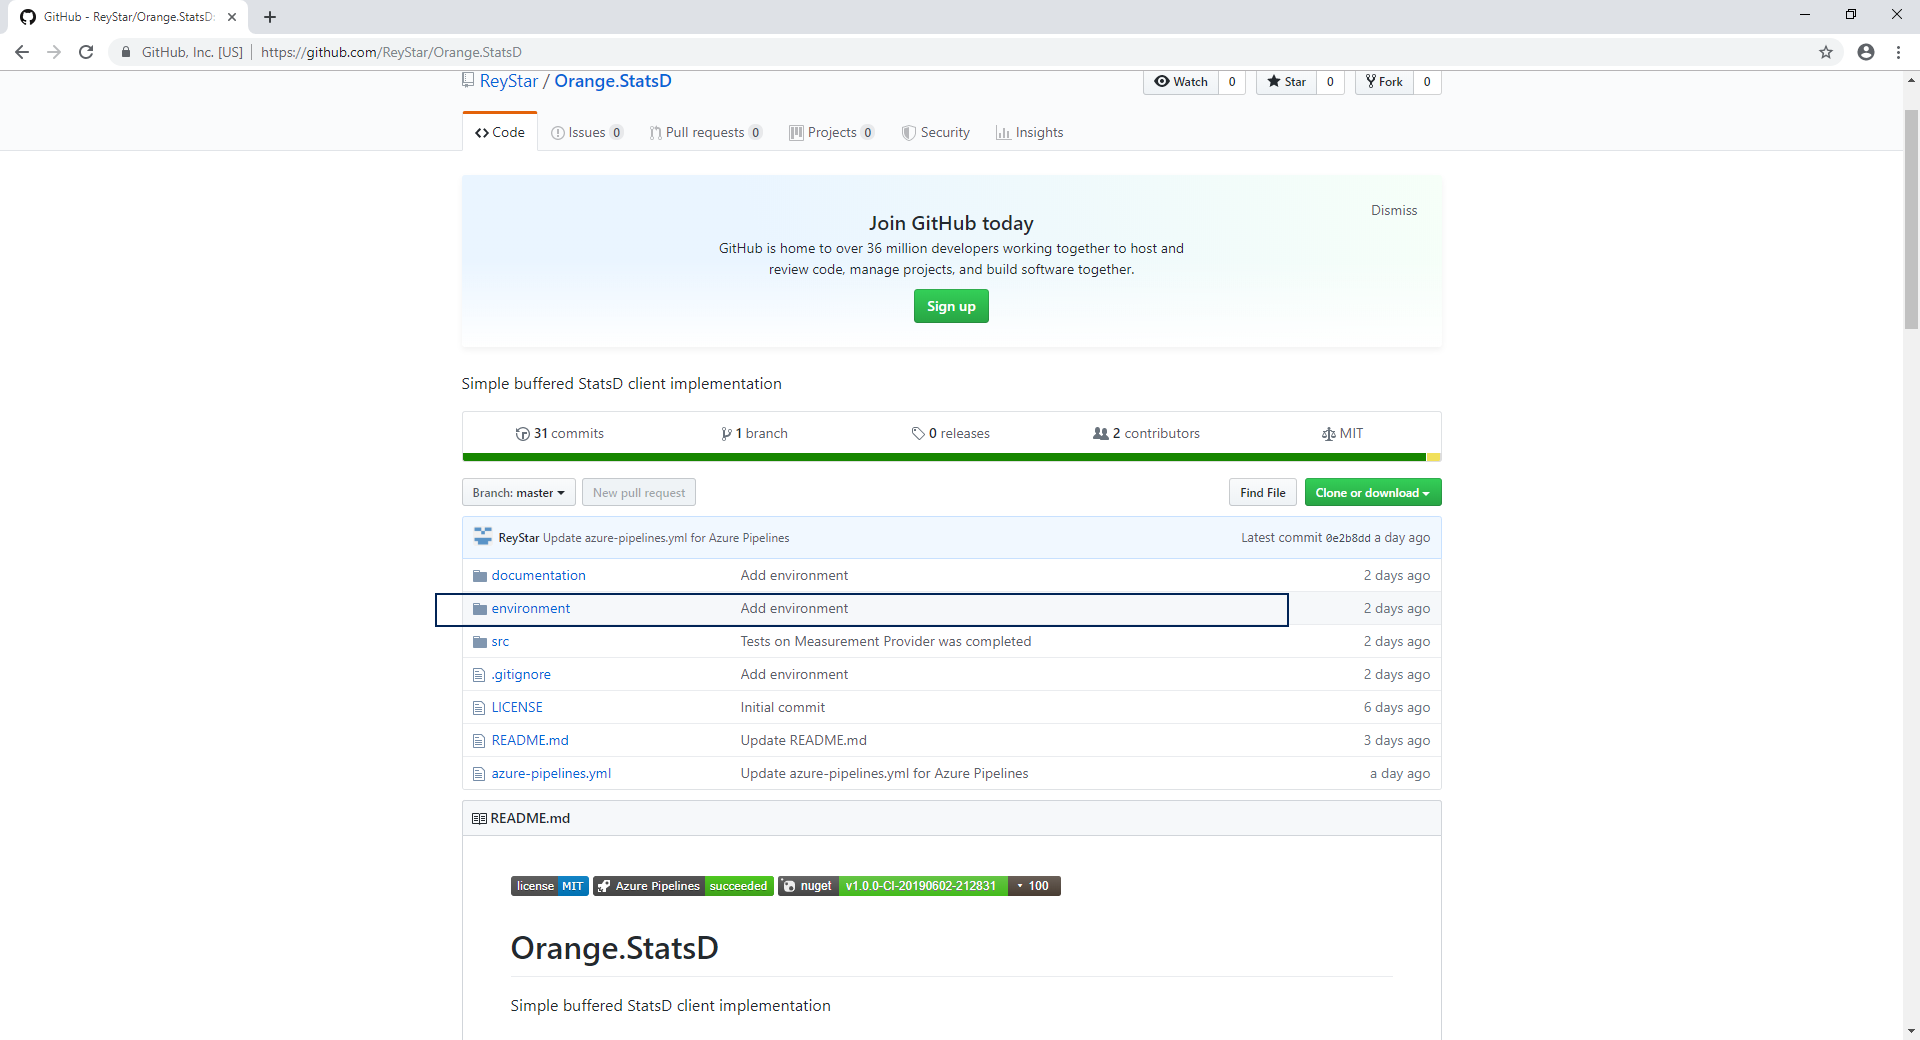 GitHub - ReyStar/Orange.StatsD:
GitHub, Inc. [US] https://github.com/ReyStar/Orange.StatsD
ReyStar / Orange.StatsD Watch 0 Star 0 Fork 0
Code Issues 0 Pull requests 0 Projects 0 Security Insights
Dismiss
Join GitHub today
GitHub is home to over 36 million developers working together to host and
review code, manage projects, and build software together.
Sign up
Simple buffered StatsD client implementation
31 commits 1 branch 0 releases 2 contributors MIT
Branch: master New pull request Find File Clone or download
ReyStar Update azure-pipelines.yml for Azure Pipelines Latest commit 0e2b8dd a day ago
documentation Add environment 2 days ago
environment Add environment 2 days ago
src Tests on Measurement Provider was completed 2 days ago
.gitignore Add environment 2 days ago
LICENSE Initial commit 6 days ago
README.md Update README.md 3 days ago
azure-pipelines.yml Update azure-pipelines.yml for Azure Pipelines a day ago
README.md
license MIT Azure Pipelines succeeded nuget v1.0.0-CI-20190602-212831 100
Orange.StatsD
Simple buffered StatsD client implementation